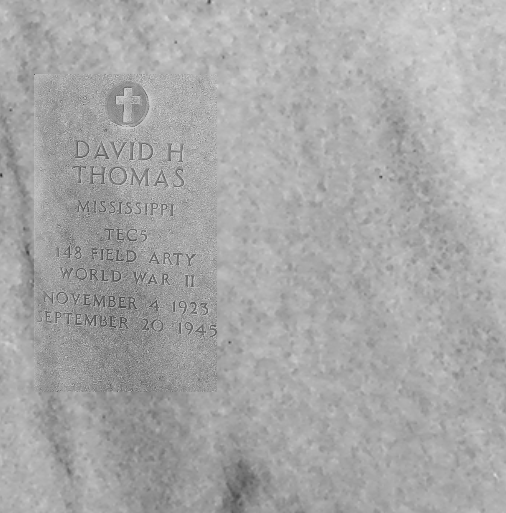 DAVID H
THOMAS
MISSISSIPPI
TEC5
148 FIELD ARTY
WORLD WAR II
NOVEMBER 4 1923
SEPTEMBER 20 1945